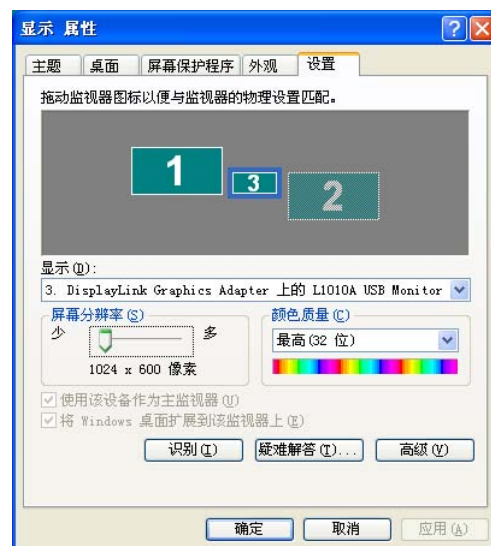 显示 属性
主题 桌面 屏幕保护程序 外观 设置
拖动监视器图标以便与监视器的物理设置匹配。
1 3 2
显示(D):
3. DisplayLink Graphics Adapter 上的 L1010A USB Monitor
屏幕分辨率(S) 颜色质量(C)
少 多 最高(32 位)
1024 x 600 像素
使用该设备作为主监视器(U)
将 Windows 桌面扩展到该监视器上(E)
识别(I) 疑难解答(T)... 高级(V)
确定 取消 应用(A)